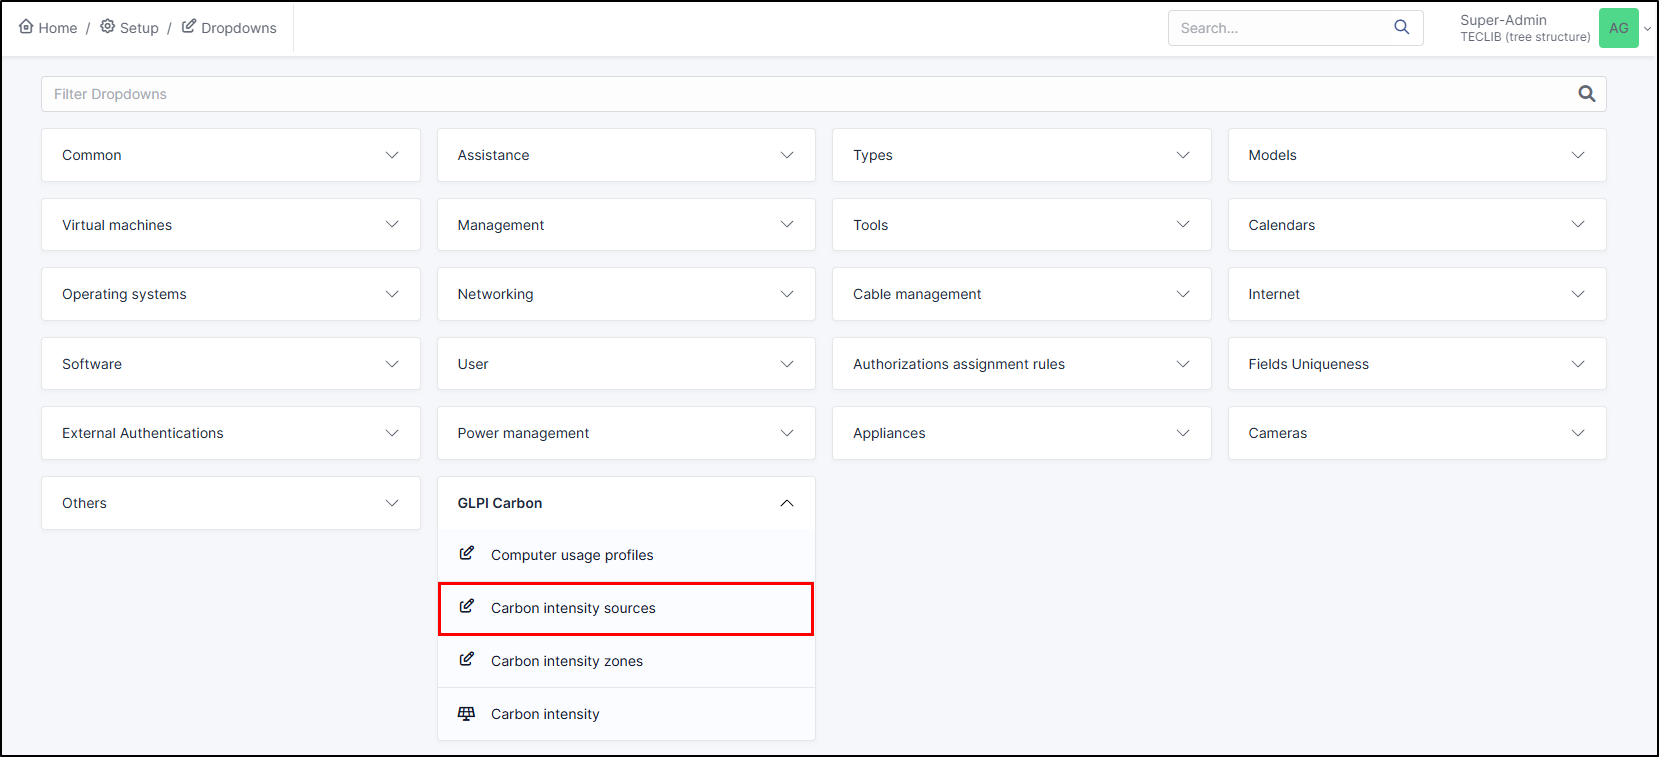 Home / Setup / Dropdowns
Search...
Super-Admin
TECLIB (tree structure)
AG
Filter Dropdowns
Common
Assistance
Types
Models
Virtual machines
Management
Tools
Calendars
Operating systems
Networking
Cable management
Internet
Software
User
Authorizations assignment rules
Fields Uniqueness
External Authentications
Power management
Appliances
Cameras
Others
GLPI Carbon
Computer usage profiles
Carbon intensity sources
Carbon intensity zones
Carbon intensity